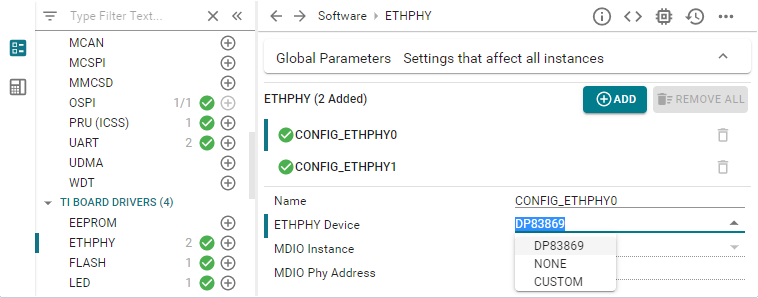 Type Filter Text...
MCAN
MCSPI
MMCSD
OSPI 1/1
PRU (ICSS) 1
UART 2
UDMA
WDT
TI BOARD DRIVERS (4)
EEPROM
ETHPHY 2
FLASH 1
LED 1
Software > ETHPHY
Global Parameters Settings that affect all instances
ETHPHY (2 Added)
ADD
REMOVE ALL
CONFIG_ETHPHY0
CONFIG_ETHPHY1
Name CONFIG_ETHPHY0
ETHPHY Device DP83869
MDIO Instance
MDIO Phy Address
DP83869
NONE
CUSTOM